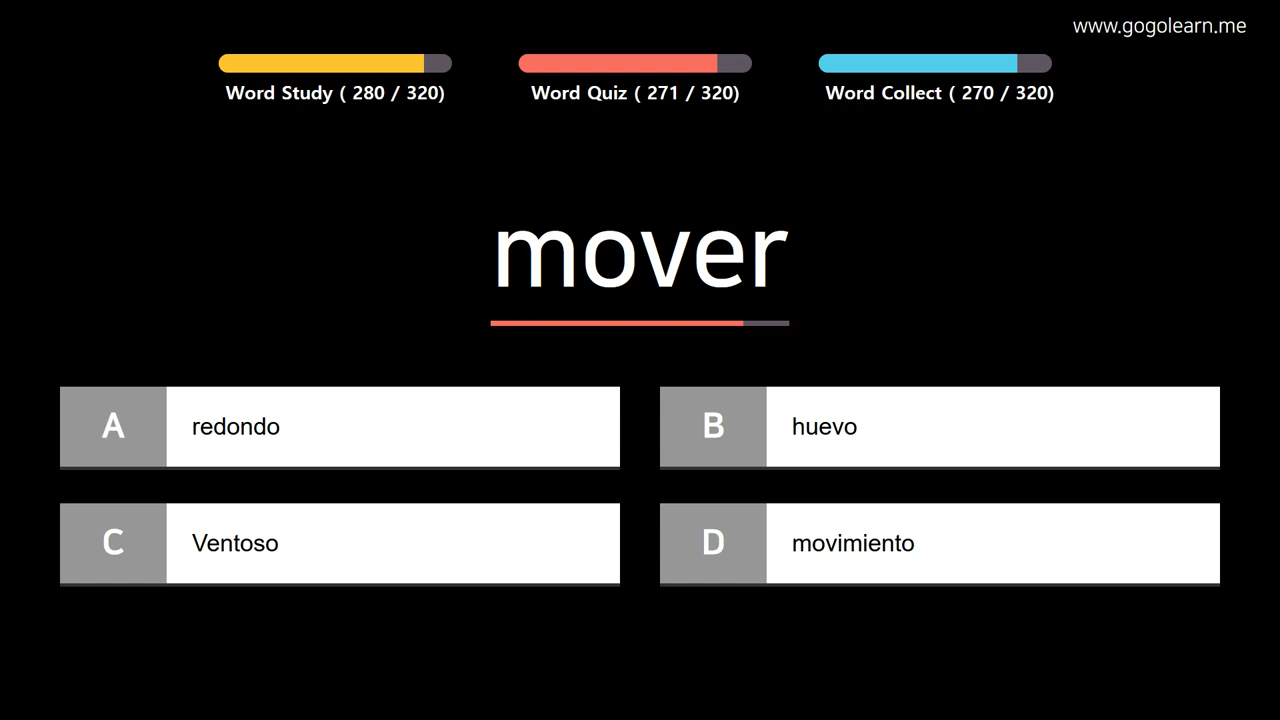 www.gogolearn.me
Word Study ( 280 / 320)
Word Quiz ( 271 / 320)
Word Collect ( 270 / 320)
mover
A redondo
B huevo
C Ventoso
D movimiento